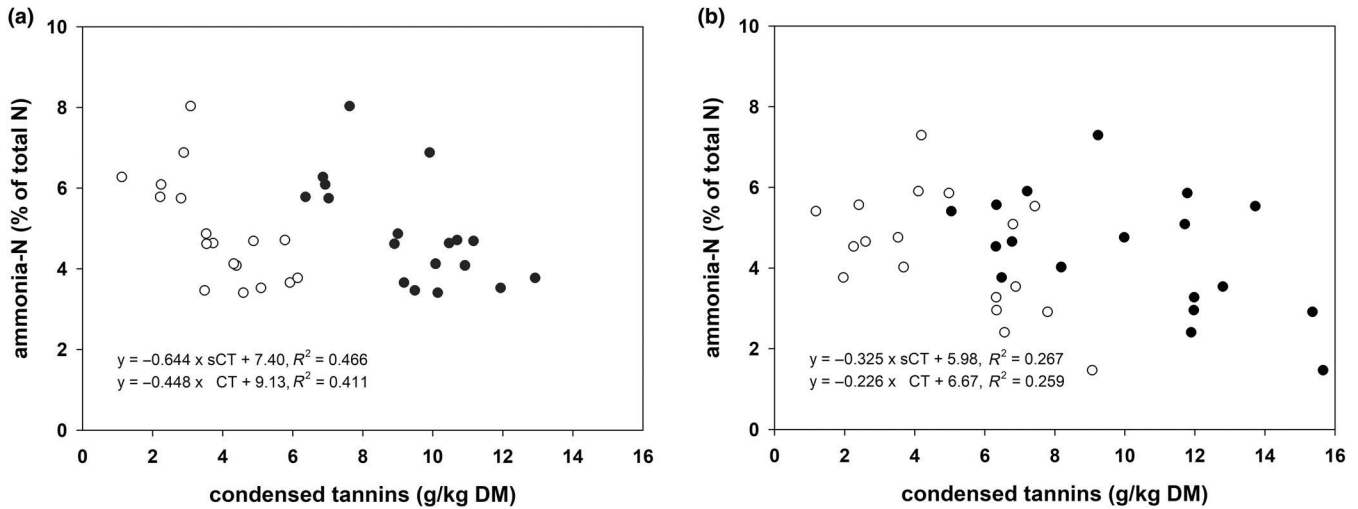 (a)
10
8
6
4
2
0
ammonia-N (% of total N)
y = −0.644 x sCT + 7.40, R² = 0.466
y = −0.448 x CT + 9.13, R² = 0.411
0 2 4 6 8 10 12 14 16
condensed tannins (g/kg DM)
(b)
10
8
6
4
2
0
ammonia-N (% of total N)
y = −0.325 x sCT + 5.98, R² = 0.267
y = −0.226 x CT + 6.67, R² = 0.259
0 2 4 6 8 10 12 14 16
condensed tannins (g/kg DM)